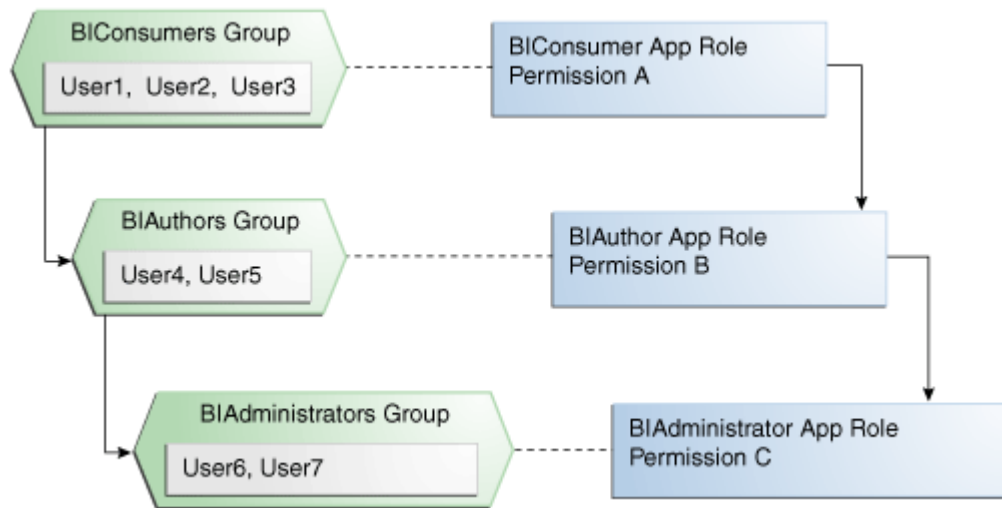 BIConsumers Group
User1, User2, User3
BIConsumer App Role
Permission A
BIAuthors Group
User4, User5
BIAuthor App Role
Permission B
BIAdministrators Group
User6, User7
BIAdministrator App Role
Permission C